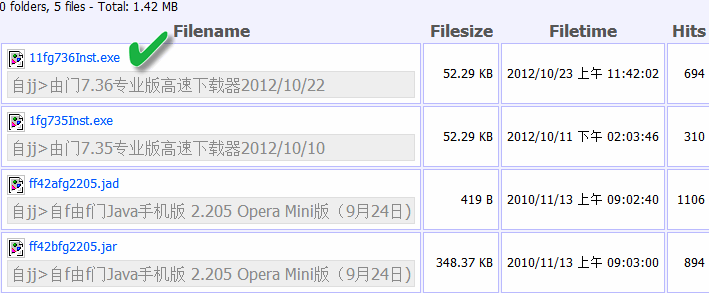 0 folders, 5 files - Total: 1.42 MB
Filename Filesize Filetime Hits
11fg736Inst.exe
自jj>由门7.36专业版高速下载器2012/10/22
52.29 KB 2012/10/23 上午 11:42:02 694
1fg735Inst.exe
自jj>由门7.35专业版高速下载器2012/10/10
52.29 KB 2012/10/11 下午 02:03:46 310
ff42afg2205.jad
自jj>自f由f门Java手机版 2.205 Opera Mini版（9月24日)
419 B 2010/11/13 上午 09:02:40 1106
ff42bfg2205.jar
自jj>自f由f门Java手机版 2.205 Opera Mini版（9月24日)
348.37 KB 2010/11/13 上午 09:03:00 894